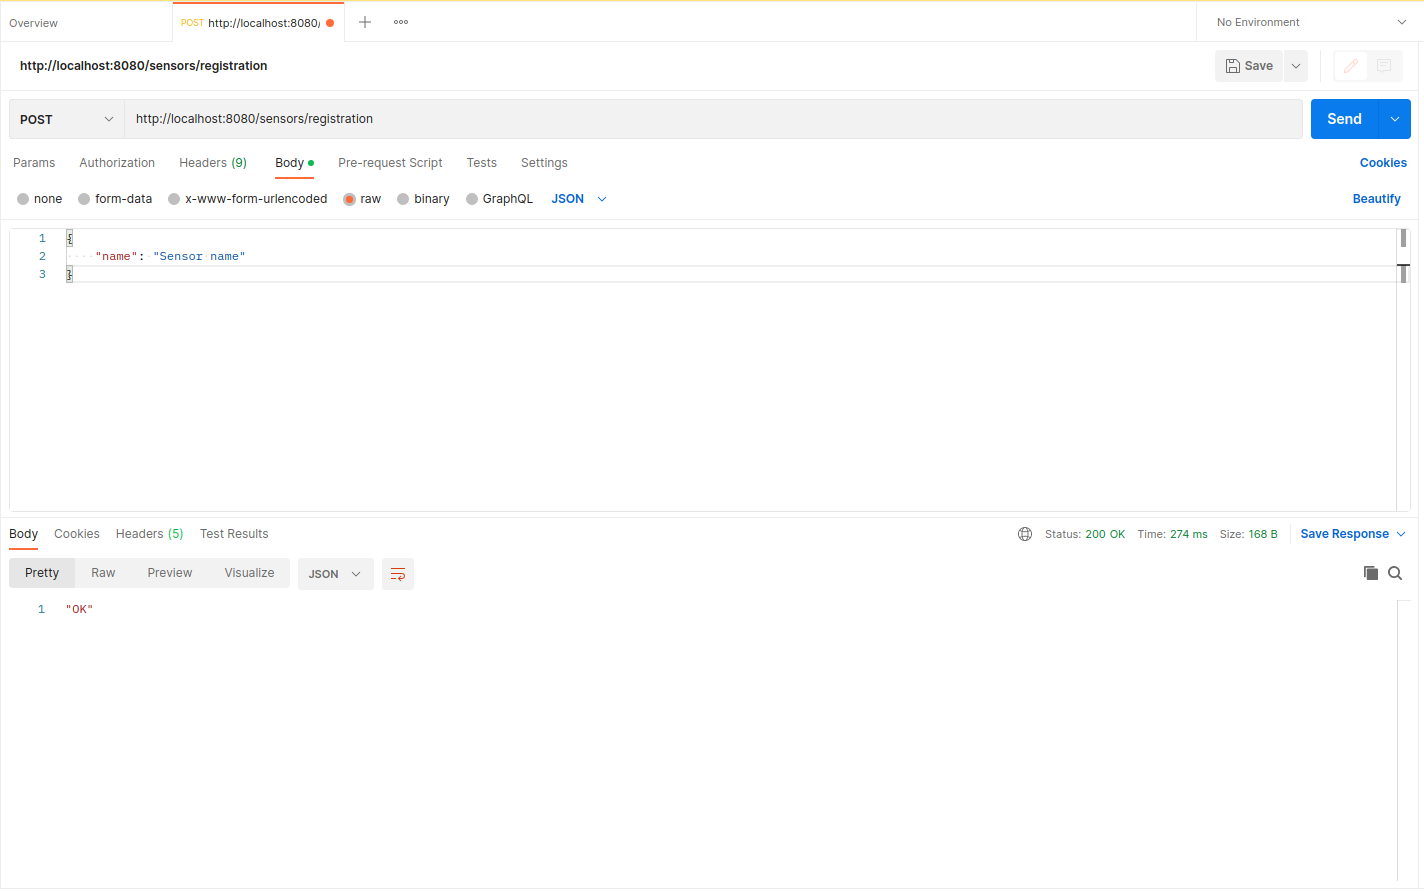 Overview
POST http://localhost:8080/
No Environment
http://localhost:8080/sensors/registration
Save
POST
http://localhost:8080/sensors/registration
Send
Params Authorization Headers (9) Body Pre-request Script Tests Settings
Cookies
none form-data x-www-form-urlencoded raw binary GraphQL JSON
Beautify
1 {
2 "name": "Sensor name"
3 }
Body Cookies Headers (5) Test Results
Status: 200 OK Time: 274 ms Size: 168 B Save Response
Pretty Raw Preview Visualize JSON
1 "OK"